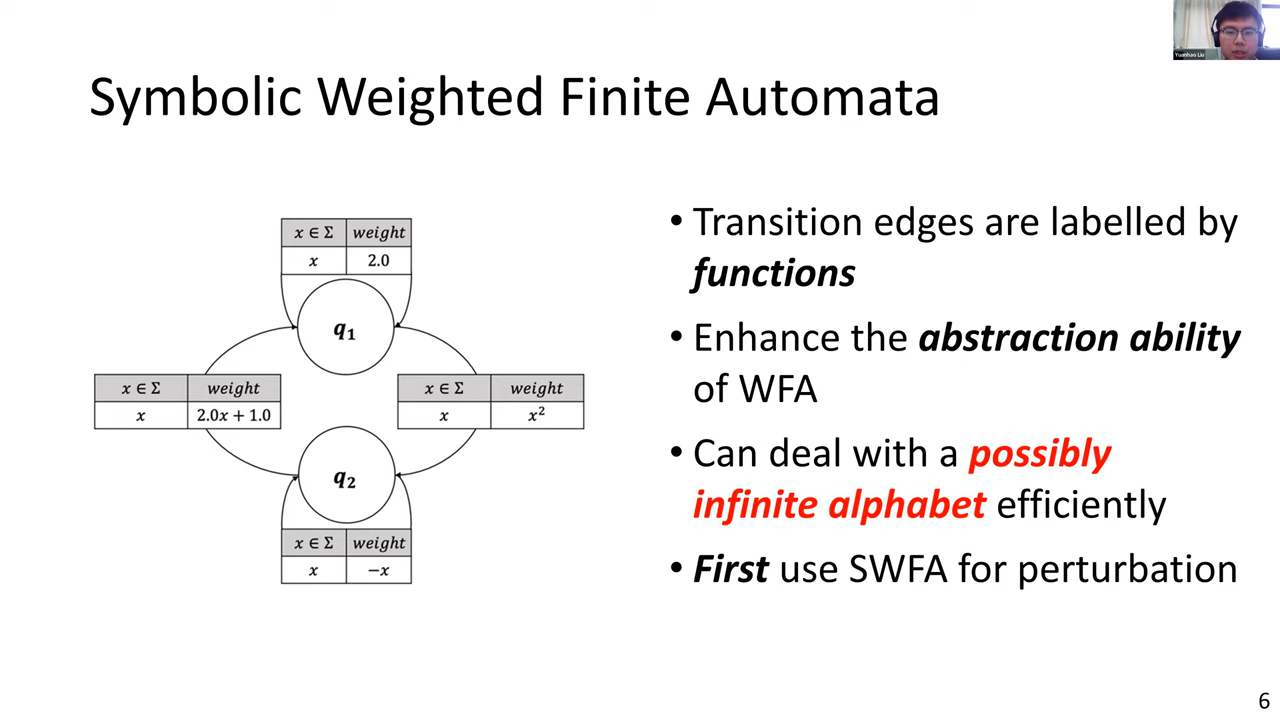 Yuanhao Liu
Symbolic Weighted Finite Automata
x ∈ Σ weight
x 2.0
q₁
x ∈ Σ weight
x 2.0x + 1.0
x ∈ Σ weight
x x²
q₂
x ∈ Σ weight
x −x
• Transition edges are labelled by
functions
• Enhance the abstraction ability
of WFA
• Can deal with a possibly
infinite alphabet efficiently
• First use SWFA for perturbation
6